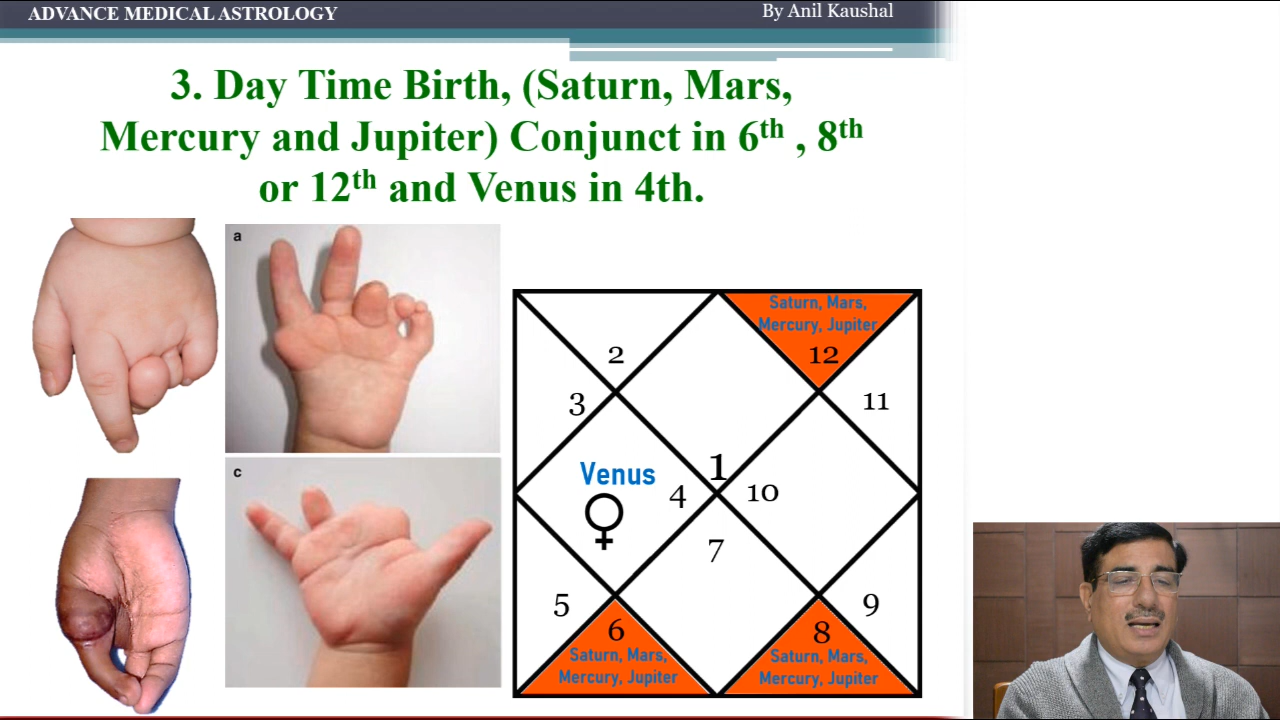 ADVANCE MEDICAL ASTROLOGY
By Anil Kaushal
3. Day Time Birth, (Saturn, Mars,
Mercury and Jupiter) Conjunct in 6th , 8th
or 12th and Venus in 4th.
a
c
Saturn, Mars,
Mercury, Jupiter
12
2
3
11
1
Venus
4
10
7
5
9
6
Saturn, Mars,
Mercury, Jupiter
8
Saturn, Mars,
Mercury, Jupiter